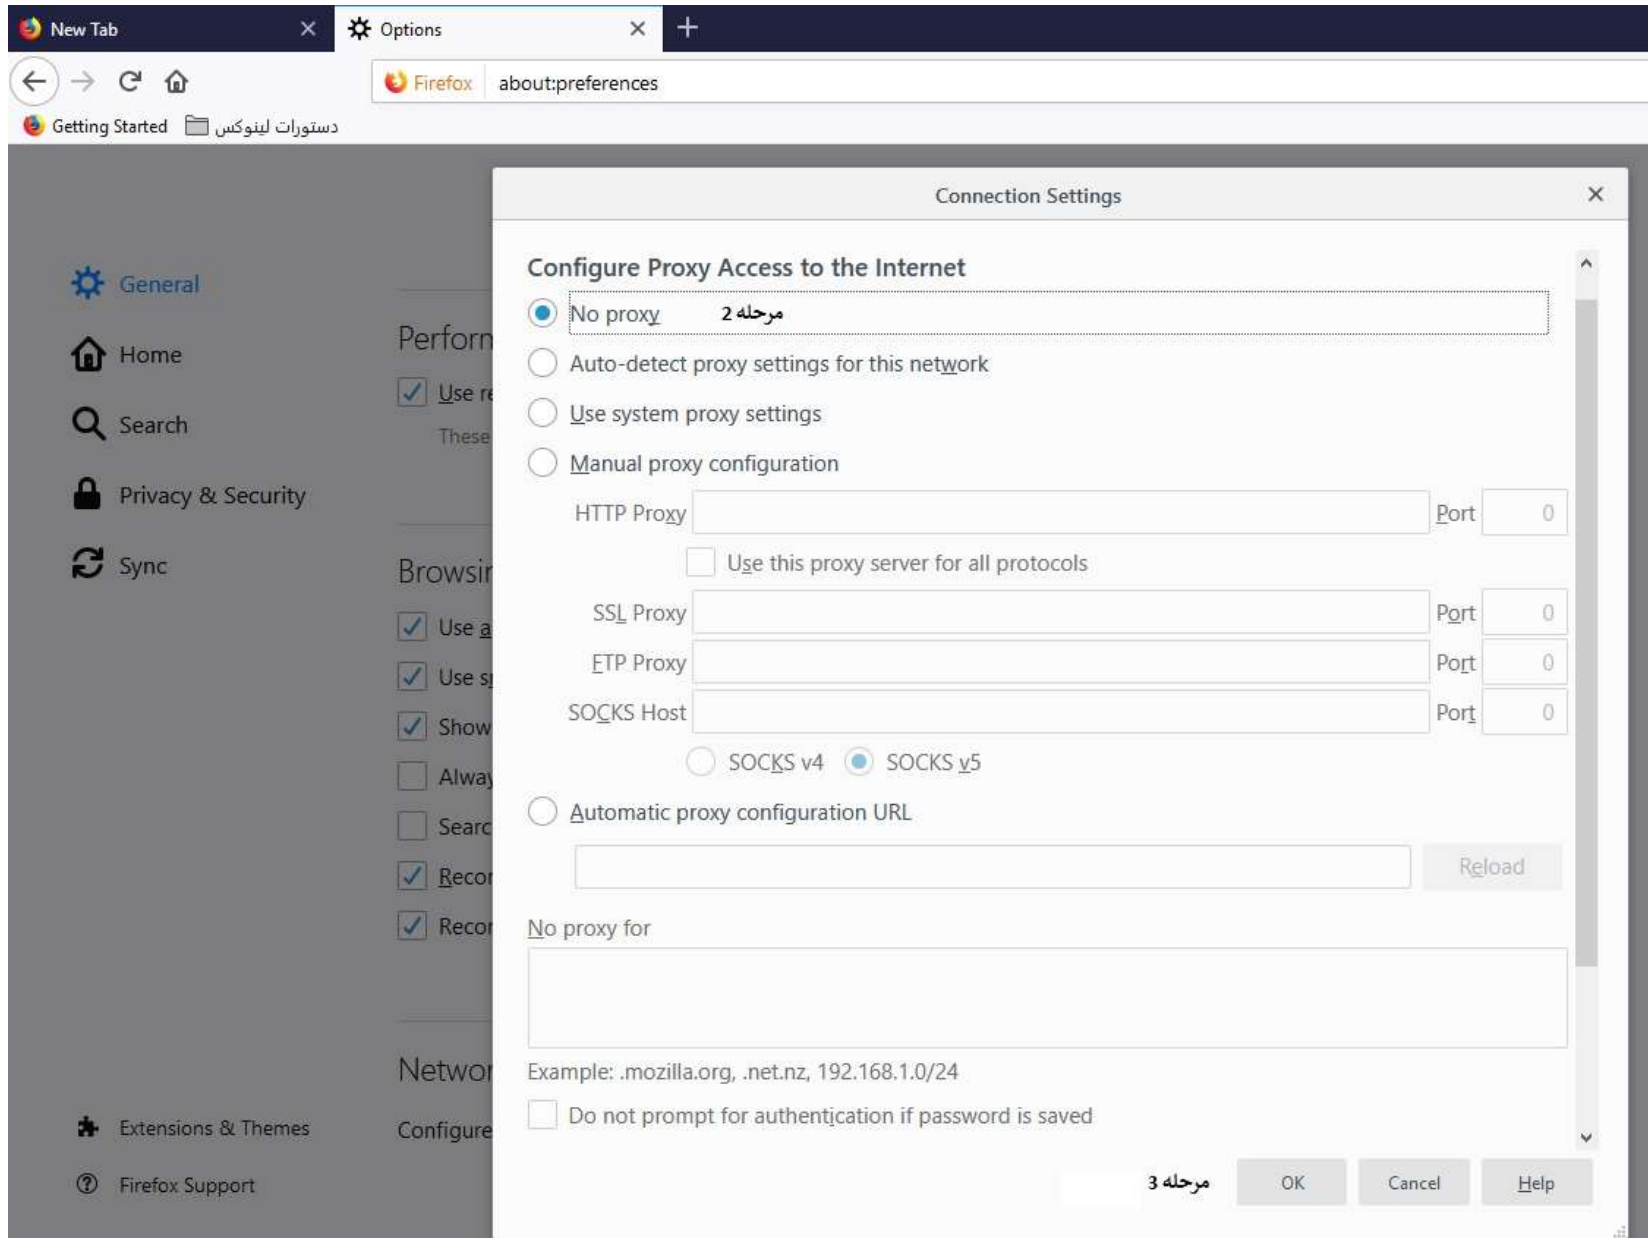 New Tab
Options
Firefox about:preferences
Getting Started دستورات لینوکس
Connection Settings
General
Home
Search
Privacy & Security
Sync
Extensions & Themes
Firefox Support
Perform
Use re
These
Browsin
Use a
Use sp
Show
Alway
Searc
Recor
Recor
Networ
Configure
Configure Proxy Access to the Internet
No proxy مرحله 2
Auto-detect proxy settings for this network
Use system proxy settings
Manual proxy configuration
HTTP Proxy Port 0
Use this proxy server for all protocols
SSL Proxy Port 0
FTP Proxy Port 0
SOCKS Host Port 0
SOCKS v4 SOCKS v5
Automatic proxy configuration URL
Reload
No proxy for
Example: .mozilla.org, .net.nz, 192.168.1.0/24
Do not prompt for authentication if password is saved
مرحله 3 OK Cancel Help